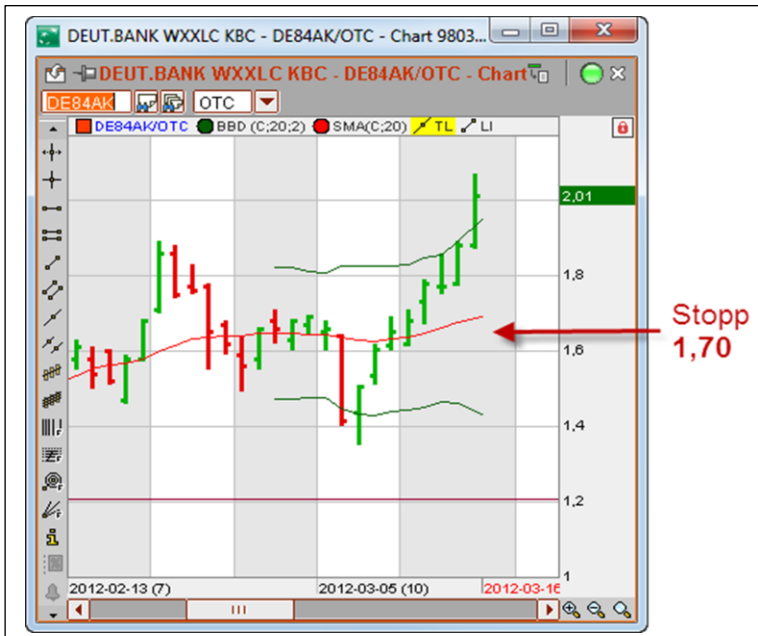 DEUT.BANK WXXLC KBC - DE84AK/OTC - Chart 9803...
DEUT.BANK WXXLC KBC - DE84AK/OTC - Chart
DE84AK OTC
DE84AK/OTC BBD (C;20;2) SMA(C;20) TL LI
2,01
1,8
Stopp
1,70
1,6
1,4
1,2
1
2012-02-13 (7) 2012-03-05 (10) 2012-03-16